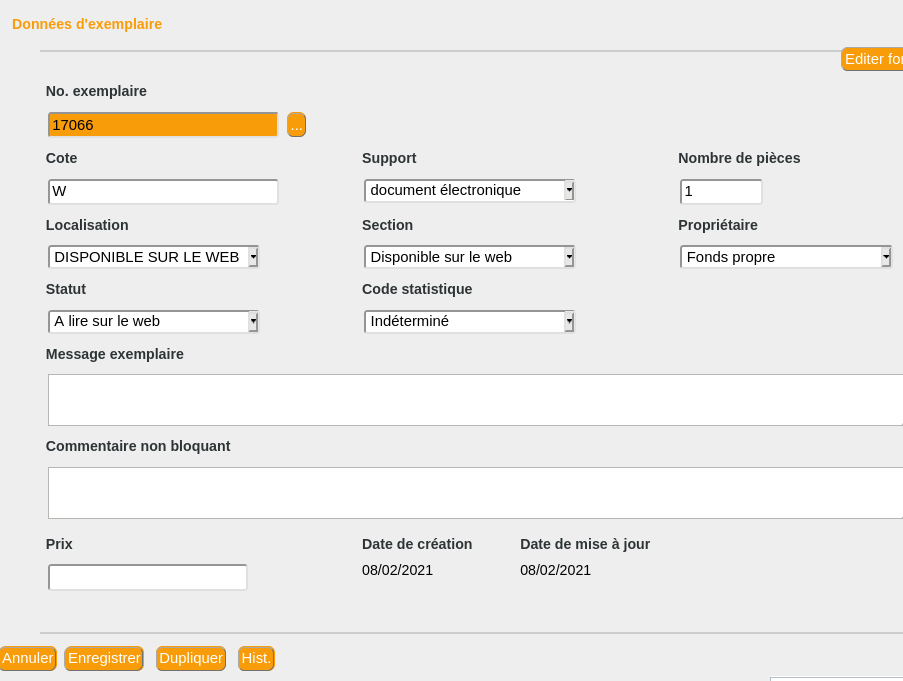 Données d'exemplaire
Editer for
No. exemplaire
17066 ...
Cote Support Nombre de pièces
W document électronique 1
Localisation Section Propriétaire
DISPONIBLE SUR LE WEB Disponible sur le web Fonds propre
Statut Code statistique
A lire sur le web Indéterminé
Message exemplaire
Commentaire non bloquant
Prix Date de création Date de mise à jour
08/02/2021 08/02/2021
Annuler Enregistrer Dupliquer Hist.